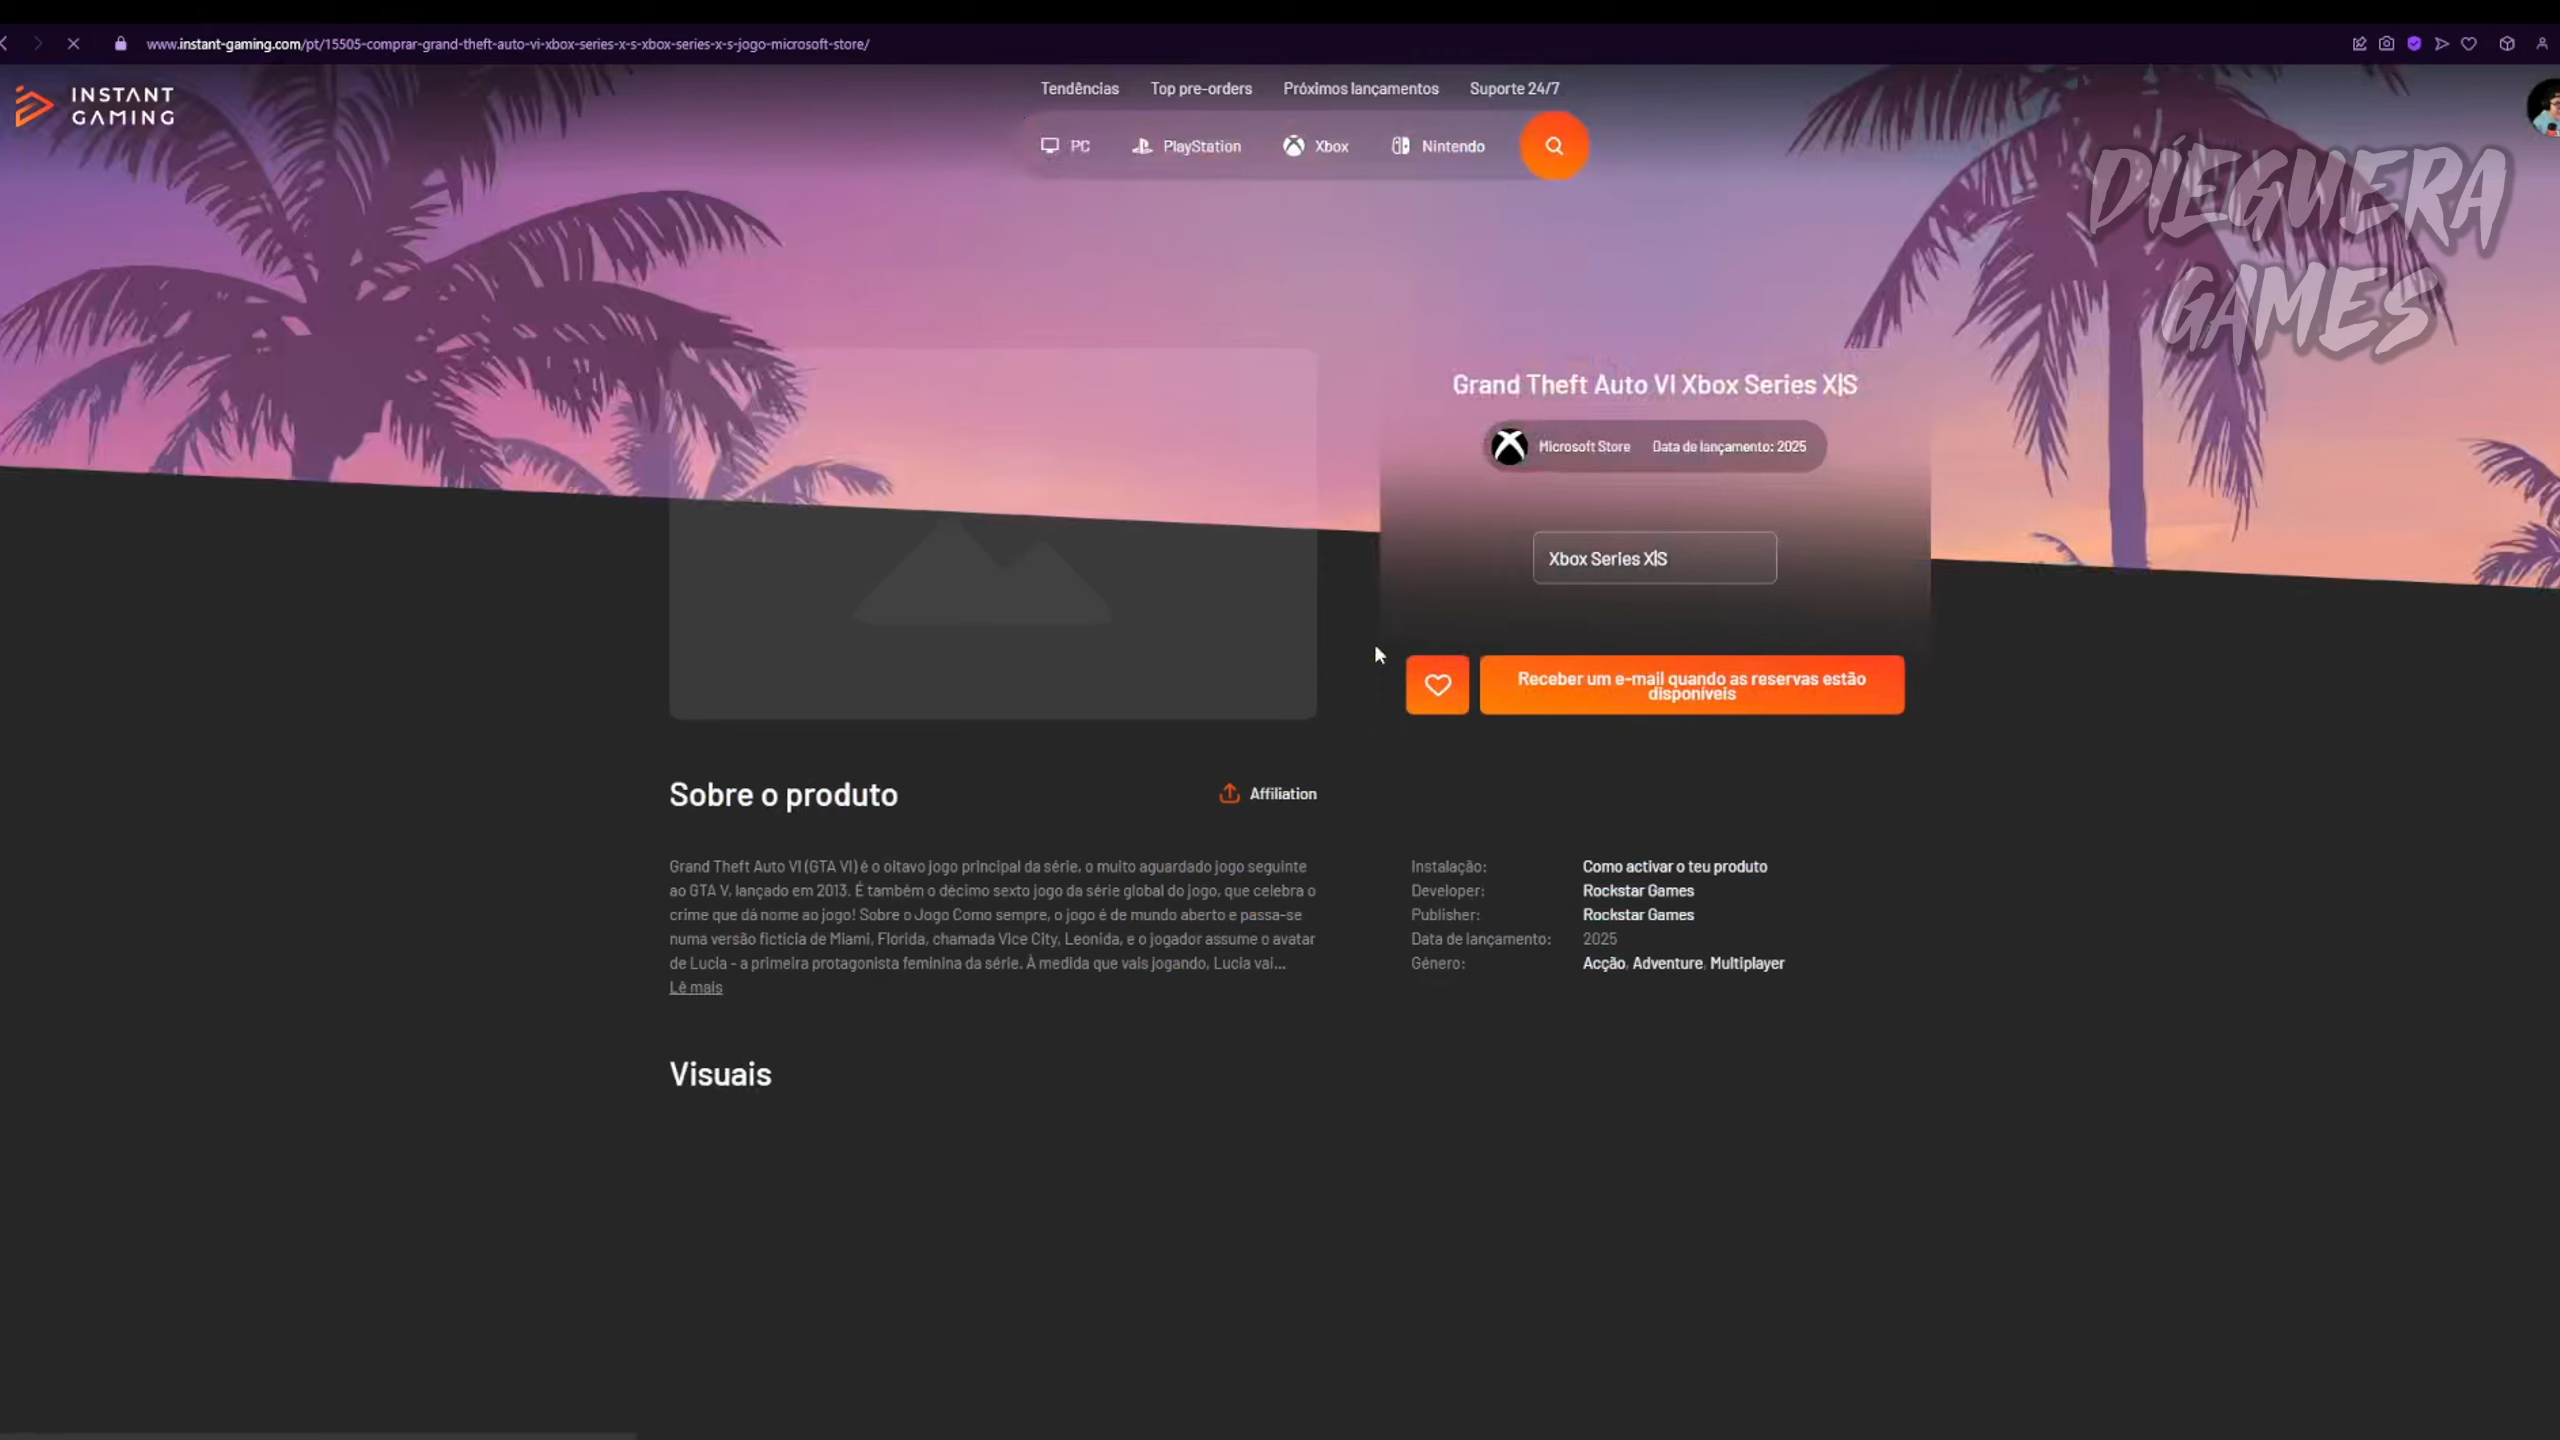 www.instant-gaming.com/pt/15505-comprar-grand-theft-auto-vi-xbox-series-x-s-xbox-series-x-s-jogo-microsoft-store/
INSTANT
GAMING
Tendências Top pre-orders Próximos lançamentos Suporte 24/7
PC PlayStation Xbox Nintendo
DIEGUERA
GAMES
Grand Theft Auto VI Xbox Series X|S
Microsoft Store Data de lançamento: 2025
Xbox Series X|S
Receber um e-mail quando as reservas estão
disponíveis
Sobre o produto
Affiliation
Grand Theft Auto VI (GTA VI) é o oitavo jogo principal da série, o muito aguardado jogo seguinte
ao GTA V, lançado em 2013. É também o décimo sexto jogo da série global do jogo, que celebra o
crime que dá nome ao jogo! Sobre o Jogo Como sempre, o jogo é de mundo aberto e passa-se
numa versão fictícia de Miami, Florida, chamada Vice City, Leonida, e o jogador assume o avatar
de Lucia - a primeira protagonista feminina da série. À medida que vais jogando, Lucia vai...
Lê mais
Instalação: Como activar o teu produto
Developer: Rockstar Games
Publisher: Rockstar Games
Data de lançamento: 2025
Género: Acção, Adventure, Multiplayer
Visuais